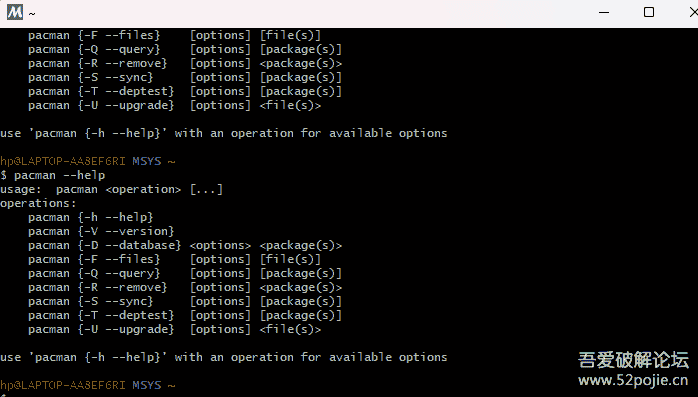 ~
pacman {-F --files} [options] [file(s)]
pacman {-Q --query} [options] [package(s)]
pacman {-R --remove} [options] <package(s)>
pacman {-S --sync} [options] [package(s)]
pacman {-T --deptest} [options] [package(s)]
pacman {-U --upgrade} [options] <file(s)>
use 'pacman {-h --help}' with an operation for available options
hp@LAPTOP-AA8EF6RI MSYS ~
$ pacman --help
usage: pacman <operation> [...]
operations:
pacman {-h --help}
pacman {-V --version}
pacman {-D --database} <options> <package(s)>
pacman {-F --files} [options] [file(s)]
pacman {-Q --query} [options] [package(s)]
pacman {-R --remove} [options] <package(s)>
pacman {-S --sync} [options] [package(s)]
pacman {-T --deptest} [options] [package(s)]
pacman {-U --upgrade} [options] <file(s)>
use 'pacman {-h --help}' with an operation for available options
hp@LAPTOP-AA8EF6RI MSYS ~
吾爱破解论坛
www.52pojie.cn